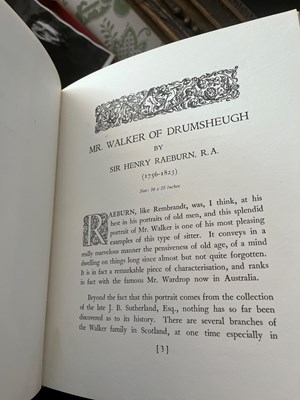 MR. WALKER OF DRUMSHEUGH
BY
SIR HENRY RAEBURN, R.A.
(1756-1823)
RAEBURN, like Rembrandt, was, I think, at his
best in his portraits of old men, and this splendid
portrait of Mr. Walker is one of his most pleasing
examples of this type of sitter. It conveys in a
really marvelous manner the pensiveness of old age, of a mind
dwelling on things long since almost but not quite forgotten.
It is in fact a remarkable piece of characterisation, and ranks
in fact with the famous Mr. Wardrop now in Australia.
Beyond the fact that this portrait comes from the collection
of the late J. B. Sutherland, Esq., nothing has so far been
discovered as to its history. There are several branches of
the Walker family in Scotland, at one time especially in
[3]